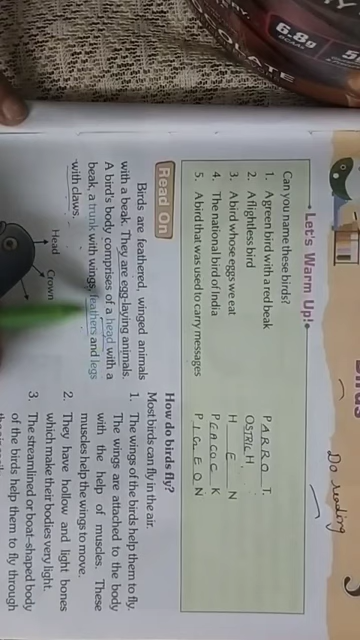 6.8g
OLATE
Do reading
Let's Warm Up!
Can you name these birds?
1. A green bird with a red beak PARROT.
2. A flightless bird OSTRICH
3. A bird whose eggs we eat H E N
4. The national bird of India PEACOCK
5. A bird that was used to carry messages PIGEON
Read On
Birds are feathered, winged animals
with a beak. They are egg-laying animals.
A bird's body comprises of a head with a
beak, a trunk with wings, feathers and legs
with claws.
Head
Crown
How do birds fly?
Most birds can fly in the air.
1. The wings of the birds help them to fly.
The wings are attached to the body
with the help of muscles. These
muscles help the wings to move.
2. They have hollow and light bones
which make their bodies very light.
3. The streamlined or boat-shaped body
of the birds help them to fly through